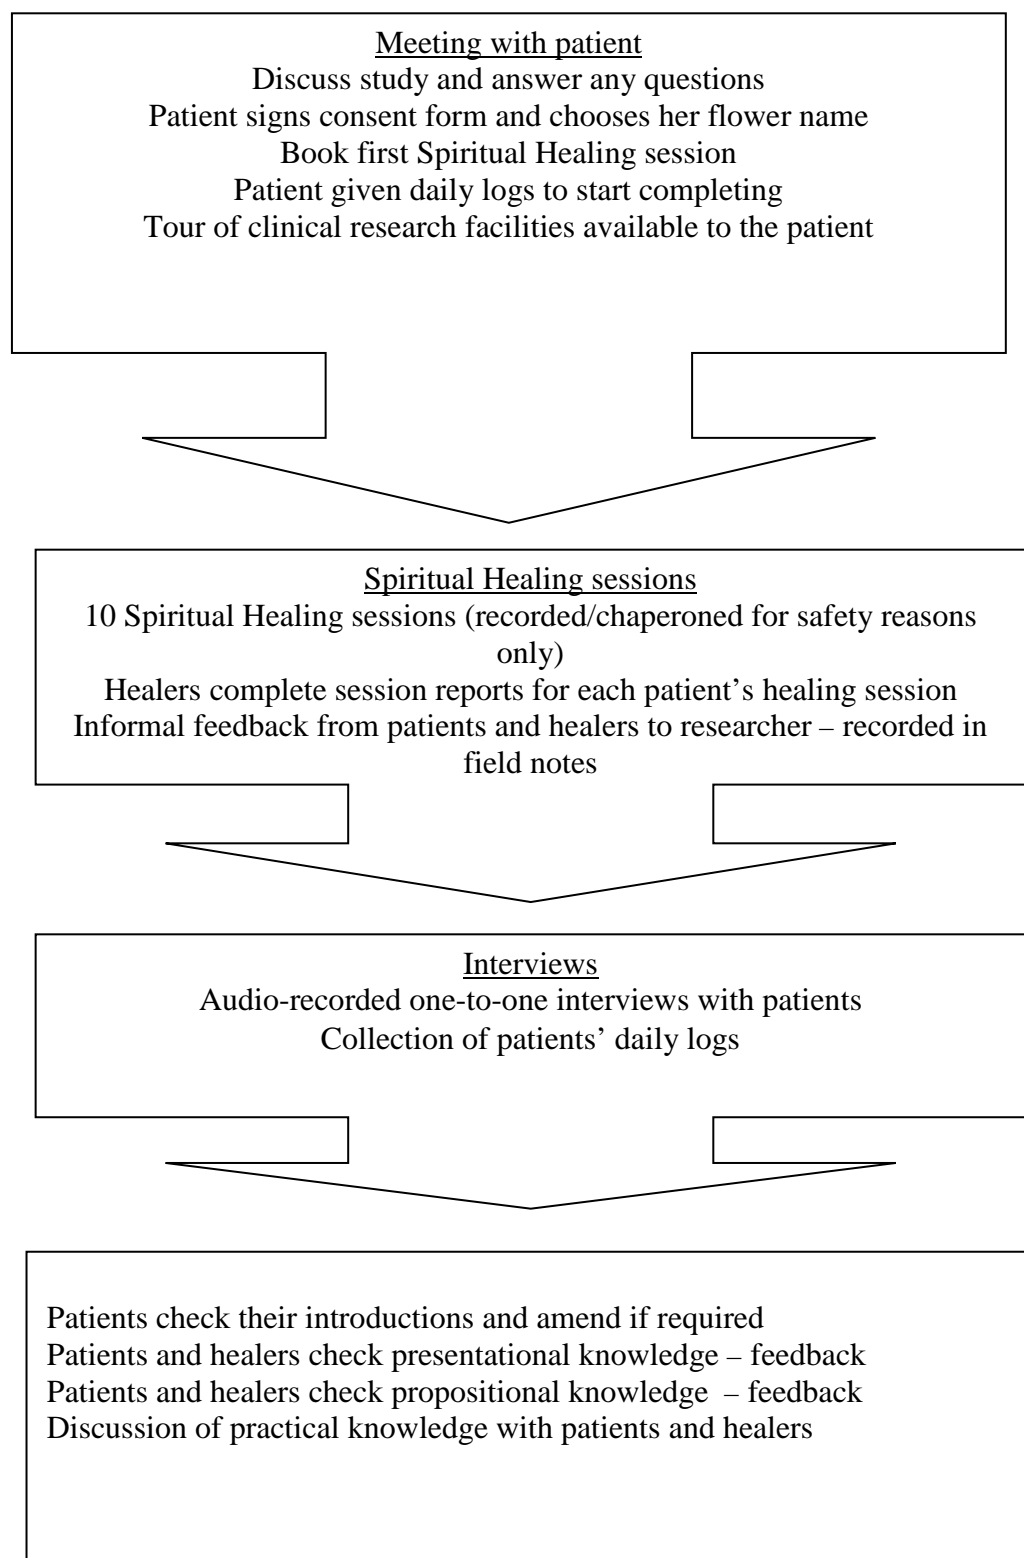 Meeting with patient
Discuss study and answer any questions
Patient signs consent form and chooses her flower name
Book first Spiritual Healing session
Patient given daily logs to start completing
Tour of clinical research facilities available to the patient
Spiritual Healing sessions
10 Spiritual Healing sessions (recorded/chaperoned for safety reasons
only)
Healers complete session reports for each patient’s healing session
Informal feedback from patients and healers to researcher – recorded in
field notes
Interviews
Audio-recorded one-to-one interviews with patients
Collection of patients’ daily logs
Patients check their introductions and amend if required
Patients and healers check presentational knowledge – feedback
Patients and healers check propositional knowledge – feedback
Discussion of practical knowledge with patients and healers